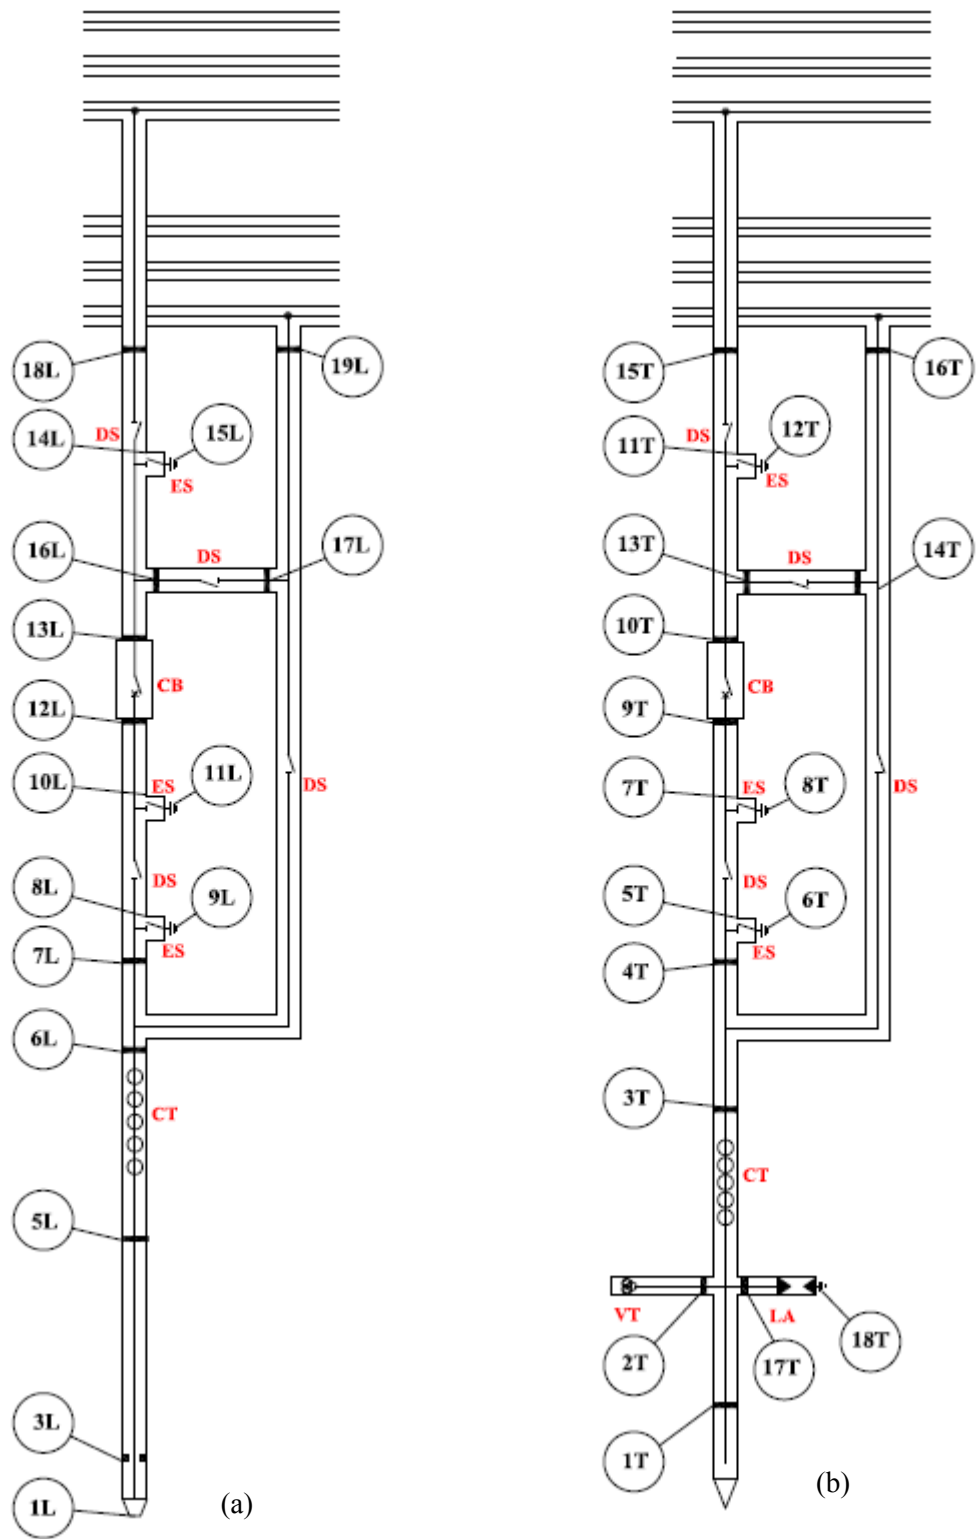 18L
19L
DS
14L
15L
ES
16L
DS
17L
13L
CB
12L
10L
ES
11L
DS
8L
DS
9L
ES
7L
6L
CT
5L
3L
1L
(a)
15T
16T
DS
11T
12T
ES
13T
DS
14T
10T
CB
9T
7T
ES
8T
DS
5T
DS
6T
ES
4T
3T
CT
VT
LA
2T
17T
18T
1T
(b)